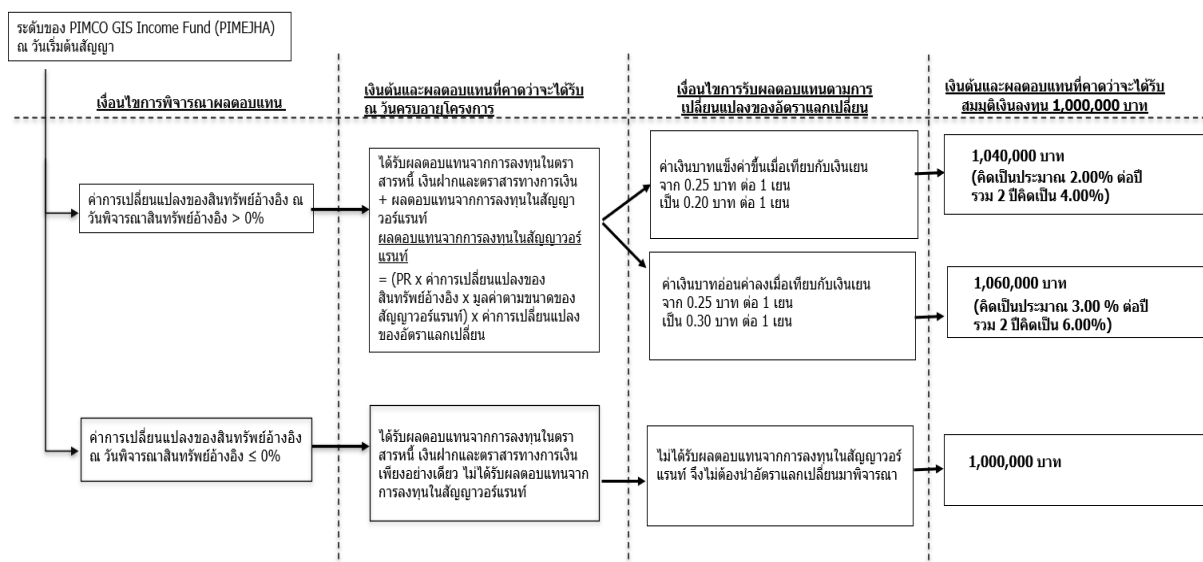 ระดับของ PIMCO GIS Income Fund (PIMEJHA)
ณ วันเริ่มต้นสัญญา
เงื่อนไขการพิจารณาผลตอบแทน
เงินต้นและผลตอบแทนที่คาดว่าจะได้รับ
ณ วันครบอายุโครงการ
เงื่อนไขการรับผลตอบแทนตามการ
เปลี่ยนแปลงของอัตราแลกเปลี่ยน
เงินต้นและผลตอบแทนที่คาดว่าจะได้รับ
สมมติเงินลงทุน 1,000,000 บาท
ค่าการเปลี่ยนแปลงของสินทรัพย์อ้างอิง ณ
วันพิจารณาสินทรัพย์อ้างอิง > 0%
ได้รับผลตอบแทนจากการลงทุนในตรา
สารหนี้ เงินฝากและตราสารทางการเงิน
+ ผลตอบแทนจากการลงทุนในสัญญา
วอร์แรนท์
ผลตอบแทนจากการลงทุนในสัญญาวอร์
แรนท์
= (PR x ค่าการเปลี่ยนแปลงของ
สินทรัพย์อ้างอิง x มูลค่าตามขนาดของ
สัญญาวอร์แรนท์) x ค่าการเปลี่ยนแปลง
ของอัตราแลกเปลี่ยน
ค่าเงินบาทแข็งค่าขึ้นเมื่อเทียบกับเงินเยน
จาก 0.25 บาท ต่อ 1 เยน
เป็น 0.20 บาท ต่อ 1 เยน
1,040,000 บาท
(คิดเป็นประมาณ 2.00% ต่อปี
รวม 2 ปีคิดเป็น 4.00%)
ค่าเงินบาทอ่อนค่าลงเมื่อเทียบกับเงินเยน
จาก 0.25 บาท ต่อ 1 เยน
เป็น 0.30 บาท ต่อ 1 เยน
1,060,000 บาท
(คิดเป็นประมาณ 3.00 % ต่อปี
รวม 2 ปีคิดเป็น 6.00%)
ค่าการเปลี่ยนแปลงของสินทรัพย์อ้างอิง
ณ วันพิจารณาสินทรัพย์อ้างอิง ≤ 0%
ได้รับผลตอบแทนจากการลงทุนในตรา
สารหนี้ เงินฝากและตราสารทางการเงิน
เพียงอย่างเดียว ไม่ได้รับผลตอบแทนจาก
การลงทุนในสัญญาวอร์แรนท์
ไม่ได้รับผลตอบแทนจากการลงทุนในสัญญาวอร์
แรนท์ จึงไม่ต้องนำอัตราแลกเปลี่ยนมาพิจารณา
1,000,000 บาท